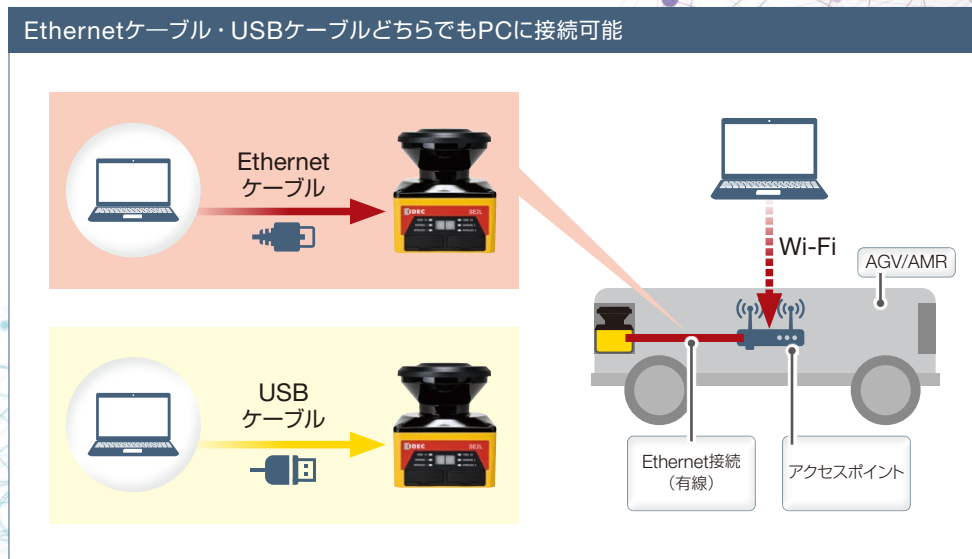 Ethernetケーブル・USBケーブルどちらでもPCに接続可能
Ethernet
ケーブル
IDEC
SE2L
USB
ケーブル
IDEC
SE2L
Wi-Fi
AGV/AMR
Ethernet接続
（有線）
アクセスポイント